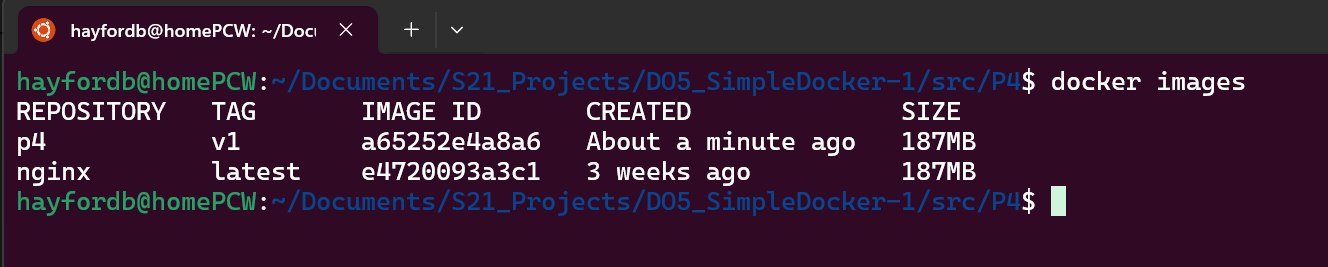 hayfordb@homePCW: ~/Docu
hayfordb@homePCW:~/Documents/S21_Projects/DO5_SimpleDocker-1/src/P4$ docker images
REPOSITORY   TAG       IMAGE ID       CREATED              SIZE
p4           v1        a65252e4a8a6   About a minute ago   187MB
nginx        latest    e4720093a3c1   3 weeks ago          187MB
hayfordb@homePCW:~/Documents/S21_Projects/DO5_SimpleDocker-1/src/P4$